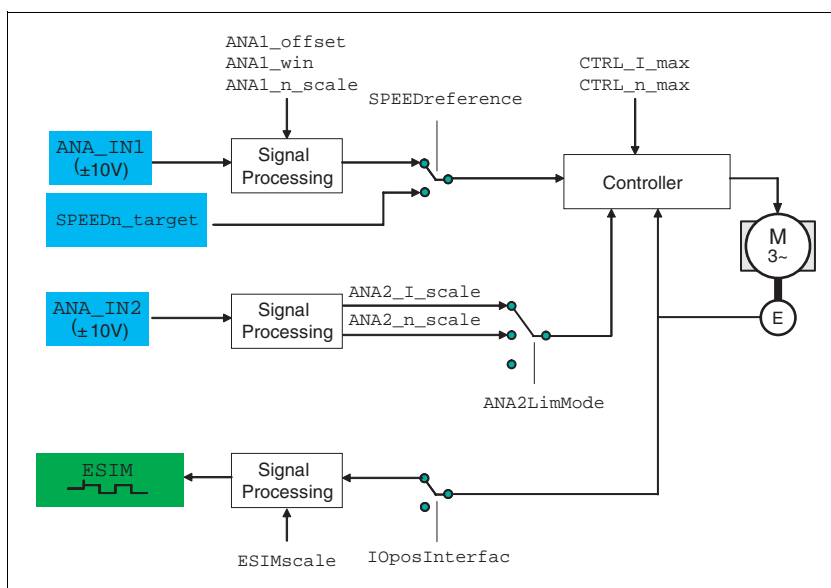 ANA1_offset
ANA1_win
ANA1_n_scale
CTRL_I_max
CTRL_n_max
SPEEDreference
ANA_IN1
(±10V)
Signal
Processing
Controller
SPEEDn_target
M
3~
ANA_IN2
(±10V)
Signal
Processing
ANA2_I_scale
ANA2_n_scale
E
ANA2LimMode
ESIM
Signal
Processing
ESIMscale
IOposInterfac